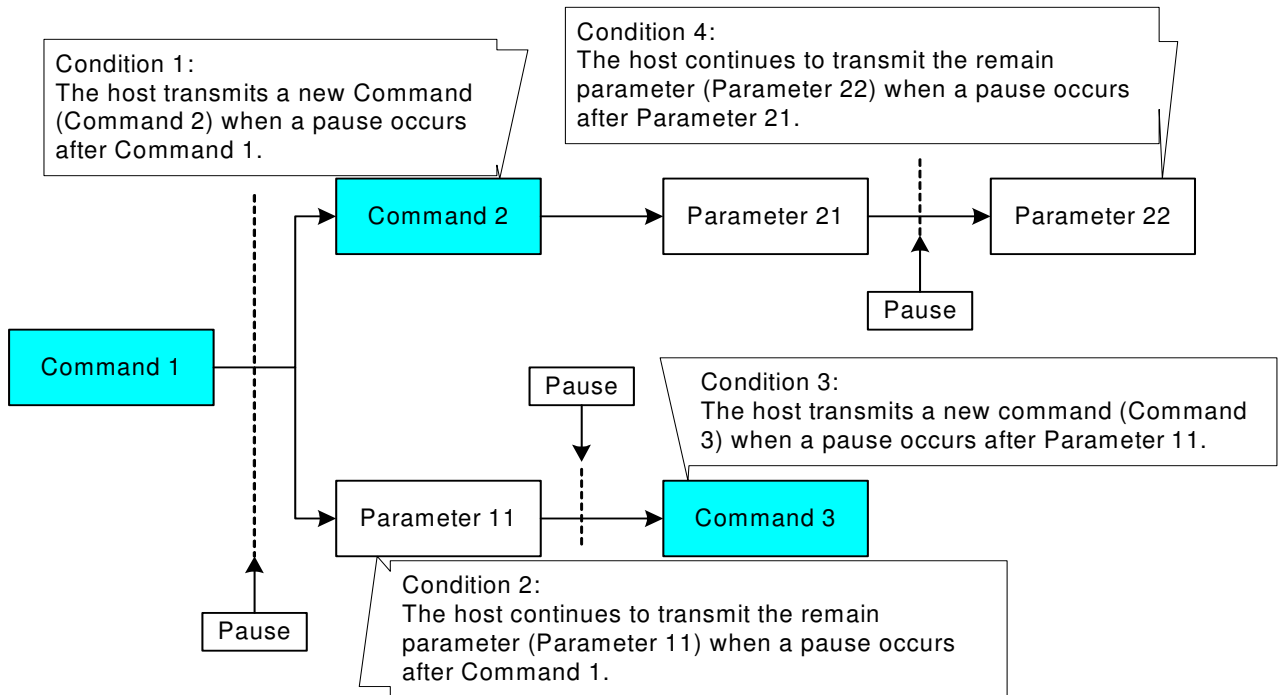 Condition 1:
The host transmits a new Command
(Command 2) when a pause occurs
after Command 1.
Condition 4:
The host continues to transmit the remain
parameter (Parameter 22) when a pause occurs
after Parameter 21.
Command 2
Parameter 21
Parameter 22
Pause
Command 1
Pause
Condition 3:
The host transmits a new command (Command
3) when a pause occurs after Parameter 11.
Parameter 11
Command 3
Condition 2:
The host continues to transmit the remain
parameter (Parameter 11) when a pause occurs
after Command 1.
Pause